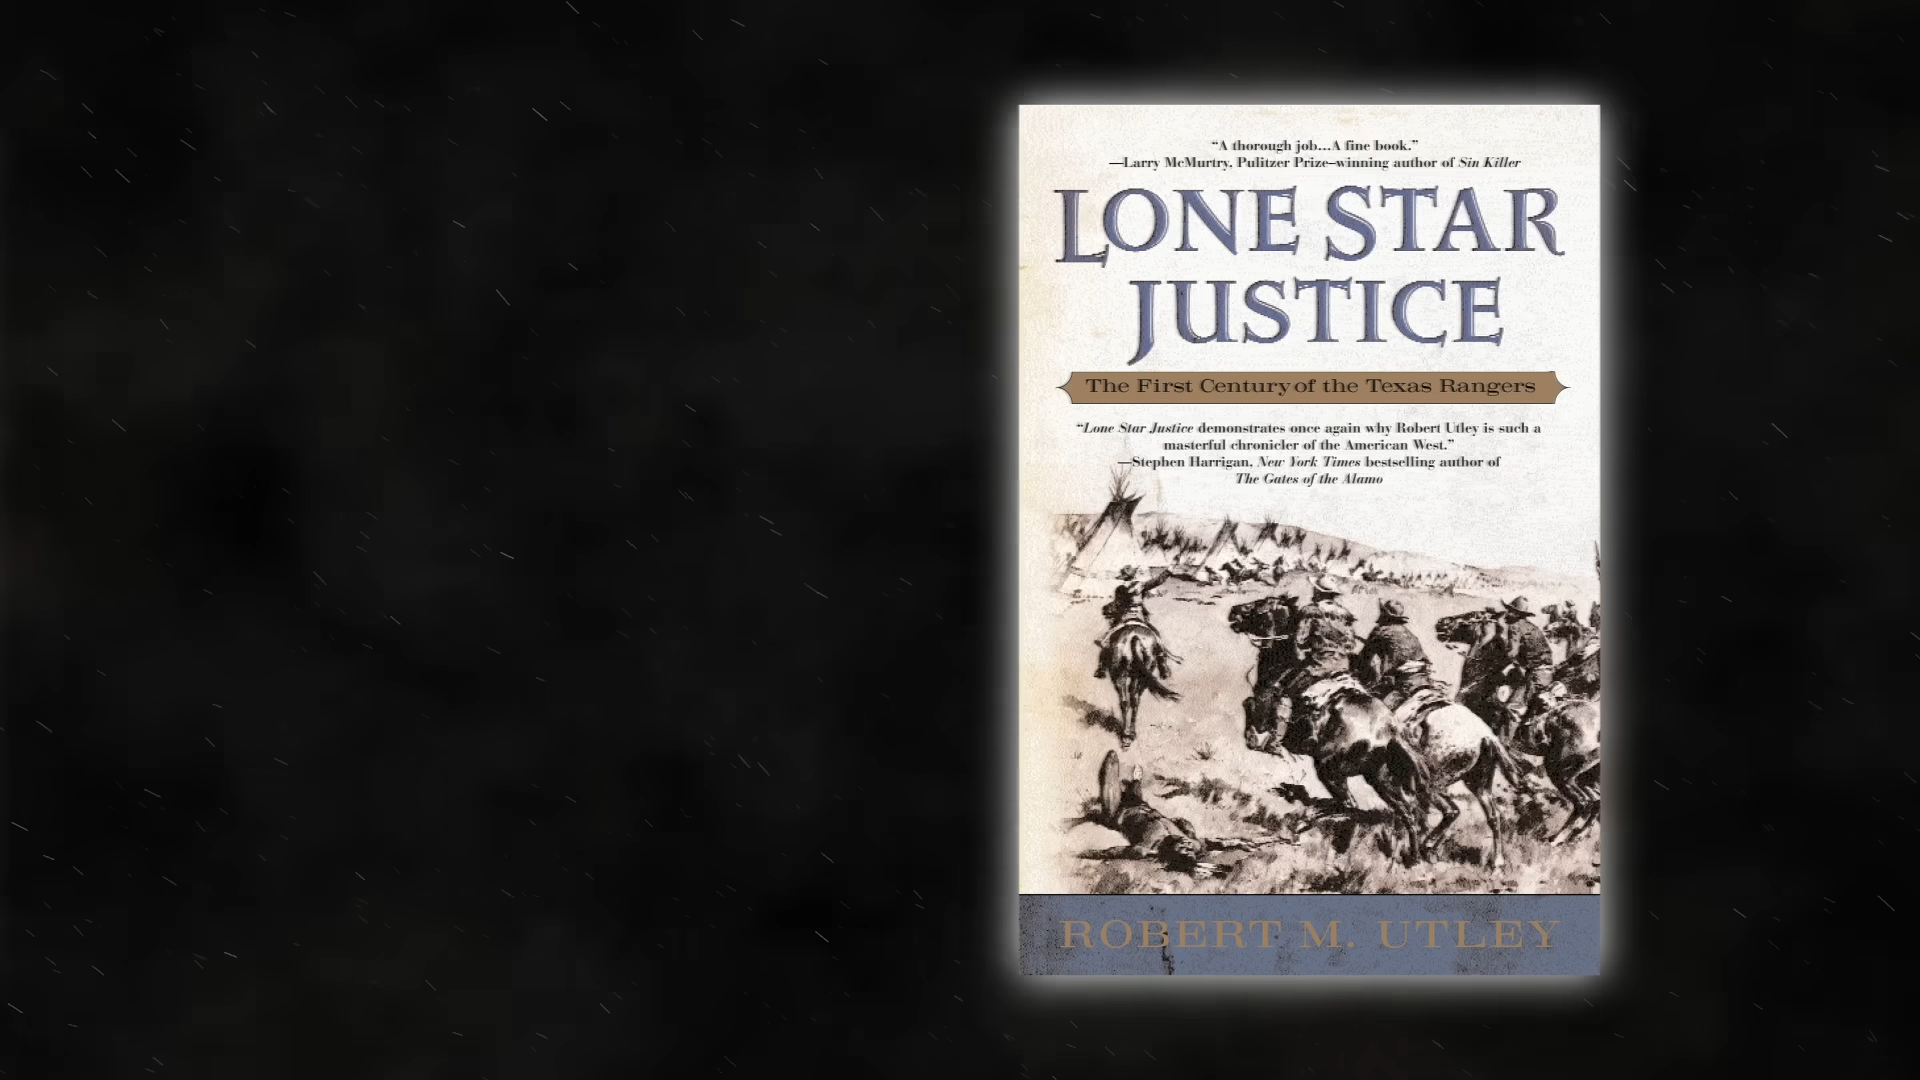 “A thorough job...A fine book.”
—Larry McMurtry, Pulitzer Prize–winning author of Sin Killer
LONE STAR
JUSTICE
The First Century of the Texas Rangers
“Lone Star Justice demonstrates once again why Robert Utley is such a
masterful chronicler of the American West.”
—Stephen Harrigan, New York Times bestselling author of
The Gates of the Alamo
ROBERT M. UTLEY